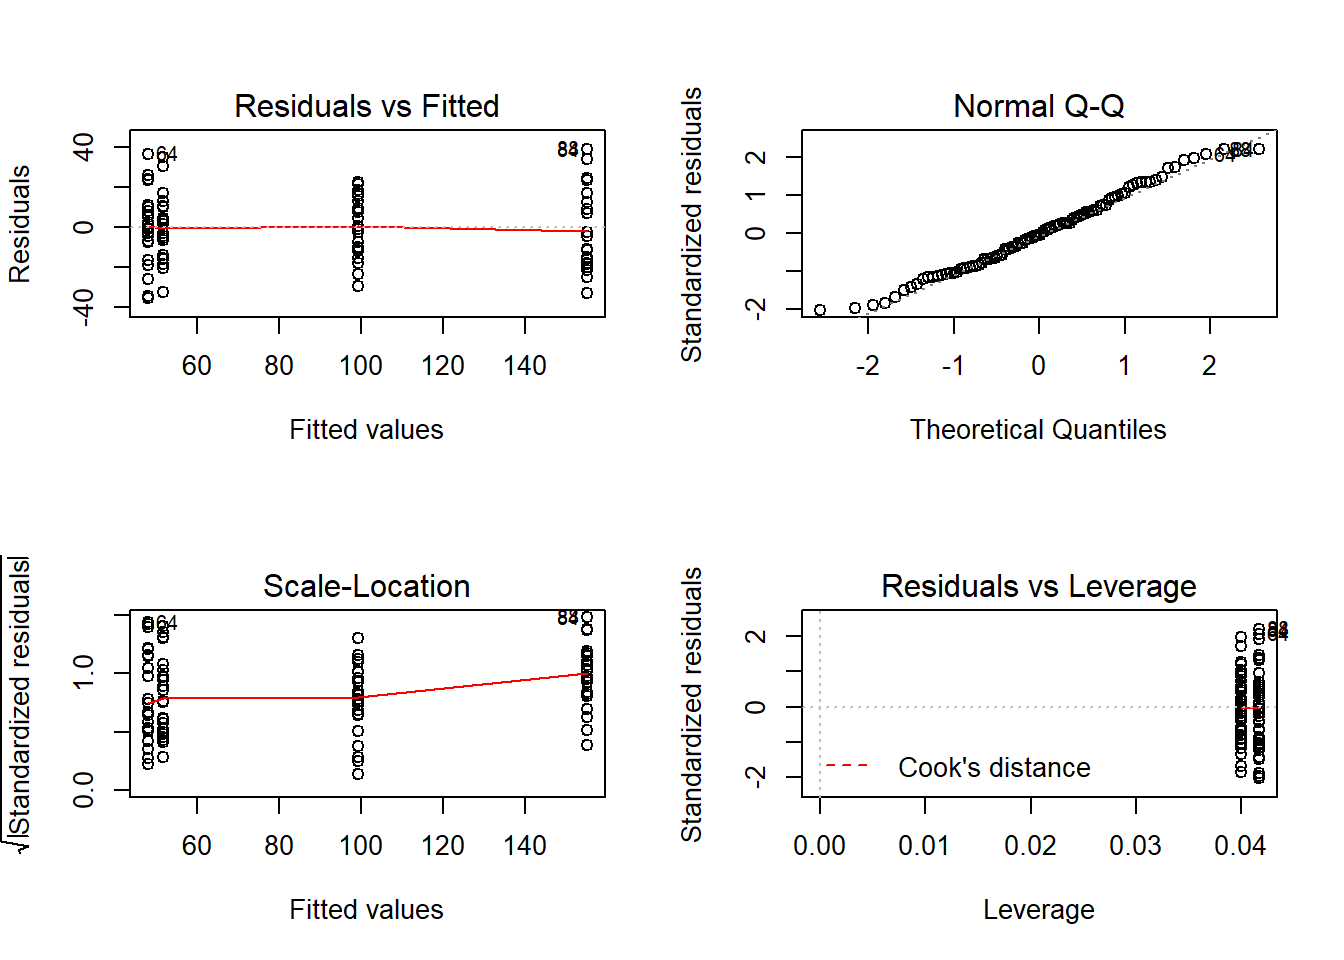 Residuals vs Fitted
Residuals
40
0
-40
64
60 80 100 120 140
Fitted values
Normal Q-Q
Standardized residuals
2
1
0
-2
64
-2 -1 0 1 2
Theoretical Quantiles
Scale-Location
√|Standardized residuals|
1.0
0.0
64
60 80 100 120 140
Fitted values
Residuals vs Leverage
Standardized residuals
2
0
-2
Cook's distance
0.00 0.01 0.02 0.03 0.04
Leverage